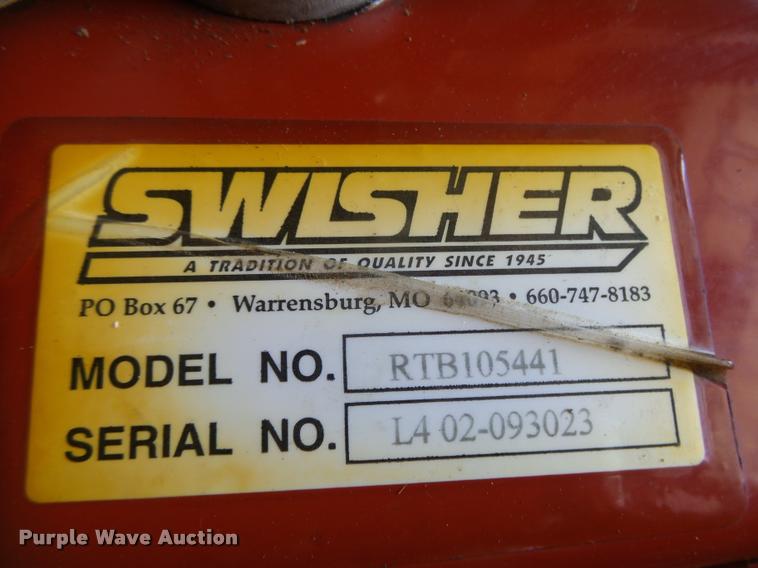 SWISHER
A TRADITION OF QUALITY SINCE 1945
PO Box 67 • Warrensburg, MO 64093 • 660-747-8183
MODEL NO. RTB105441
SERIAL NO. L4 02-093023
Purple Wave Auction